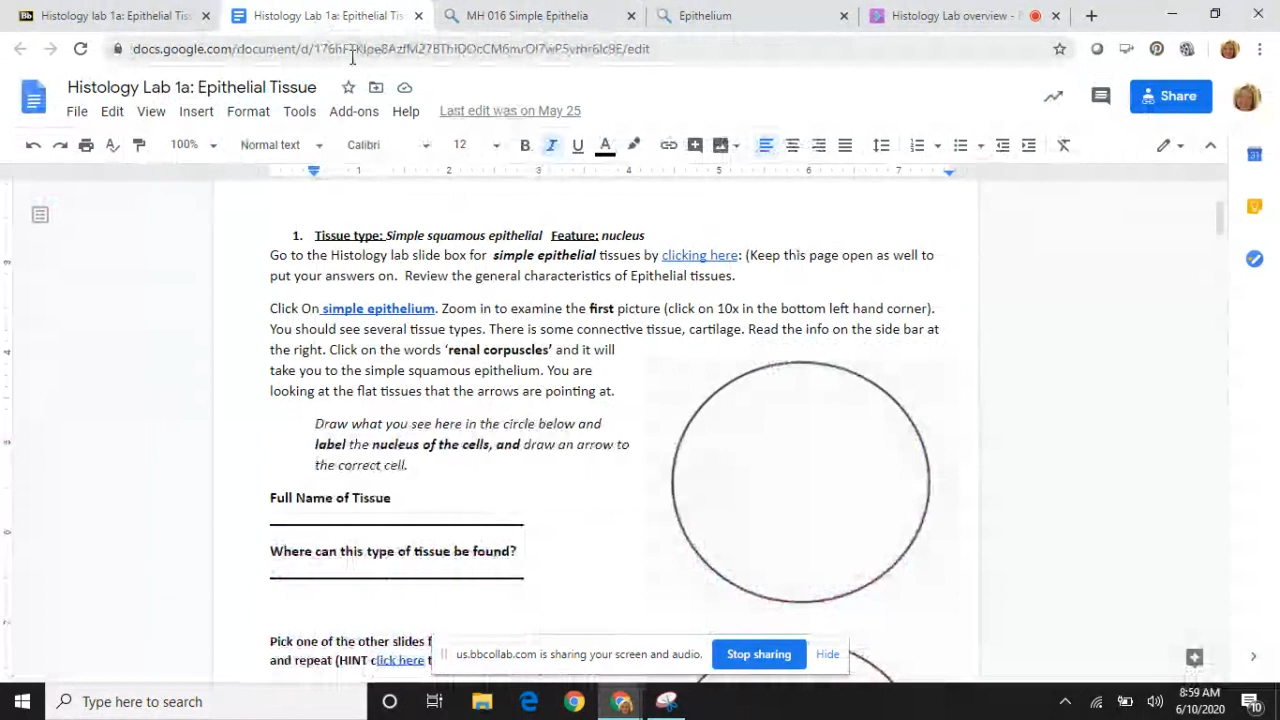 Histology lab 1a: Epithelial Tiss
Histology Lab 1a: Epithelial Tis
MH 016 Simple Epithelia
Epithelium
Histology Lab overview -
Histology Lab 1a: Epithelial Tissue
File Edit View Insert Format Tools Add-ons Help Last edit was on May 25
Share
100% Normal text Calibri 12 B I U A
1 2 3 4 5 6 7
1. Tissue type: Simple squamous epithelial Feature: nucleus
Go to the Histology lab slide box for simple epithelial tissues by clicking here: (Keep this page open as well to
put your answers on. Review the general characteristics of Epithelial tissues.
Click On simple epithelium. Zoom in to examine the first picture (click on 10x in the bottom left hand corner).
You should see several tissue types. There is some connective tissue, cartilage. Read the info on the side bar at
the right. Click on the words ‘renal corpuscles’ and it will
take you to the simple squamous epithelium. You are
looking at the flat tissues that the arrows are pointing at.
Draw what you see here in the circle below and
label the nucleus of the cells, and draw an arrow to
the correct cell.
Full Name of Tissue
Where can this type of tissue be found?
Pick one of the other slides
and repeat (HINT click here
us.bbcollab.com is sharing your screen and audio. Stop sharing Hide
Type here to search
8:59 AM
6/10/2020
10